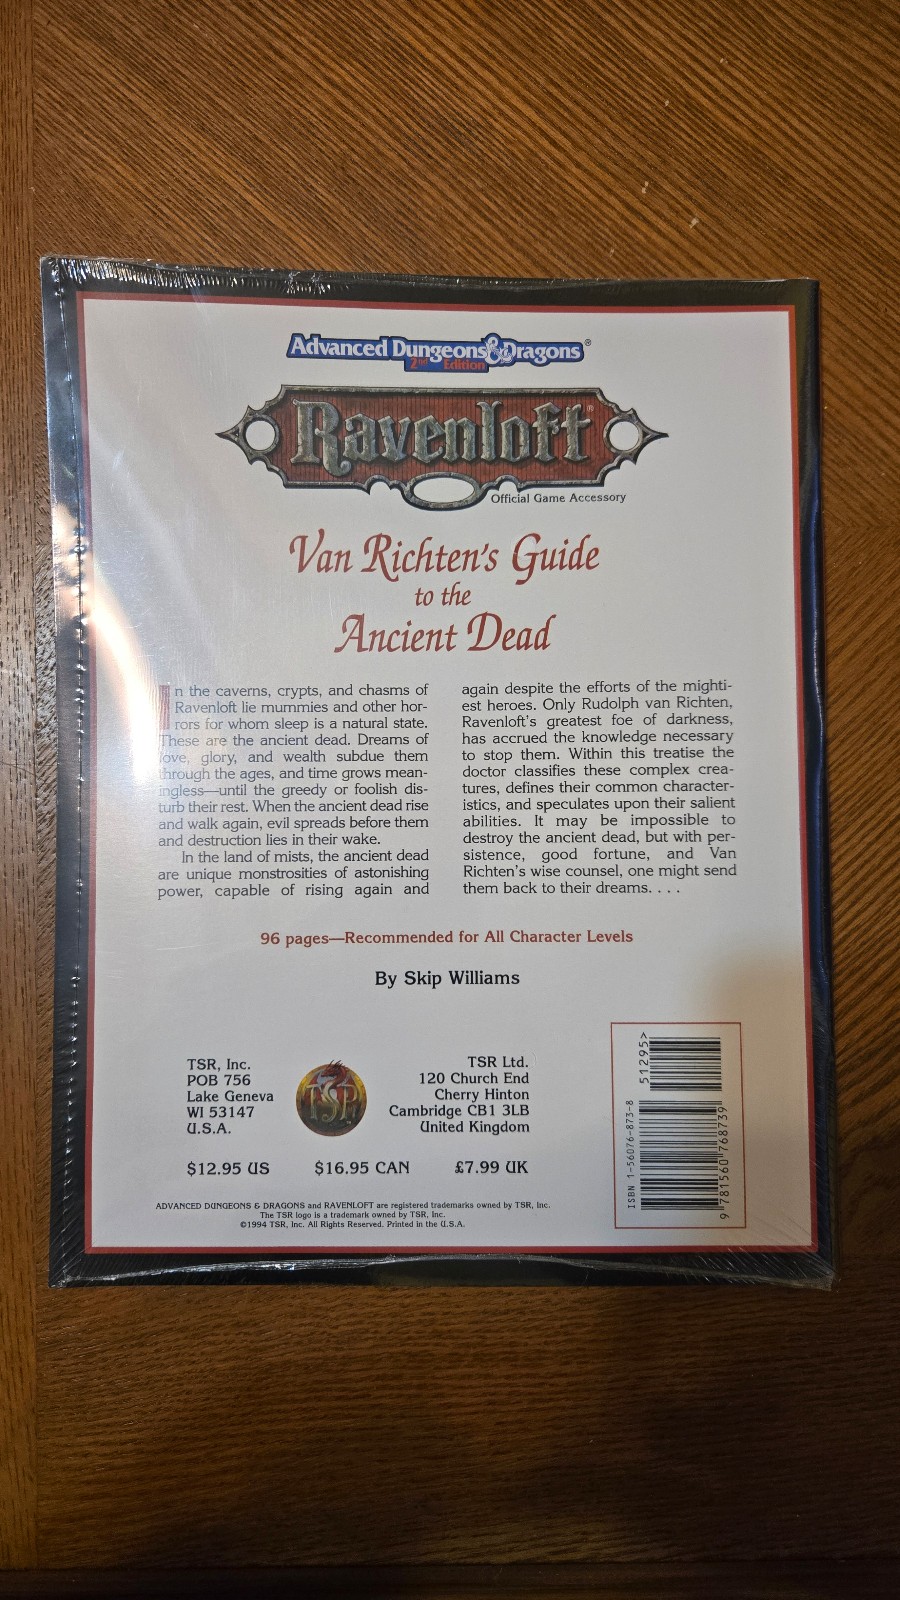 Advanced Dungeons & Dragons®
2nd Edition
Ravenloft™
Official Game Accessory
Van Richten's Guide
to the
Ancient Dead
In the caverns, crypts, and chasms of
Ravenloft lie mummies and other hor-
rors for whom sleep is a natural state.
These are the ancient dead. Dreams of
love, glory, and wealth subdue them
through the ages, and time grows mean-
ingless—until the greedy or foolish dis-
turb their rest. When the ancient dead rise
and walk again, evil spreads before them
and destruction lies in their wake.
In the land of mists, the ancient dead
are unique monstrosities of astonishing
power, capable of rising again and
again despite the efforts of the mighti-
est heroes. Only Rudolph van Richten,
Ravenloft's greatest foe of darkness,
has accrued the knowledge necessary
to stop them. Within this treatise the
doctor classifies these complex crea-
tures, defines their common character-
istics, and speculates upon their salient
abilities. It may be impossible to
destroy the ancient dead, but with per-
sistence, good fortune, and Van
Richten's wise counsel, one might send
them back to their dreams. . . .
96 pages—Recommended for All Character Levels
By Skip Williams
TSR, Inc.
POB 756
Lake Geneva
WI 53147
U.S.A.
TSR
TSR Ltd.
120 Church End
Cherry Hinton
Cambridge CB1 3LB
United Kingdom
$12.95 US $16.95 CAN £7.99 UK
ADVANCED DUNGEONS & DRAGONS and RAVENLOFT are registered trademarks owned by TSR, Inc.
The TSR logo is a trademark owned by TSR, Inc.
©1994 TSR, Inc. All Rights Reserved. Printed in the U.S.A.
51295>
ISBN 1-56076-873-8
9 781560 768739